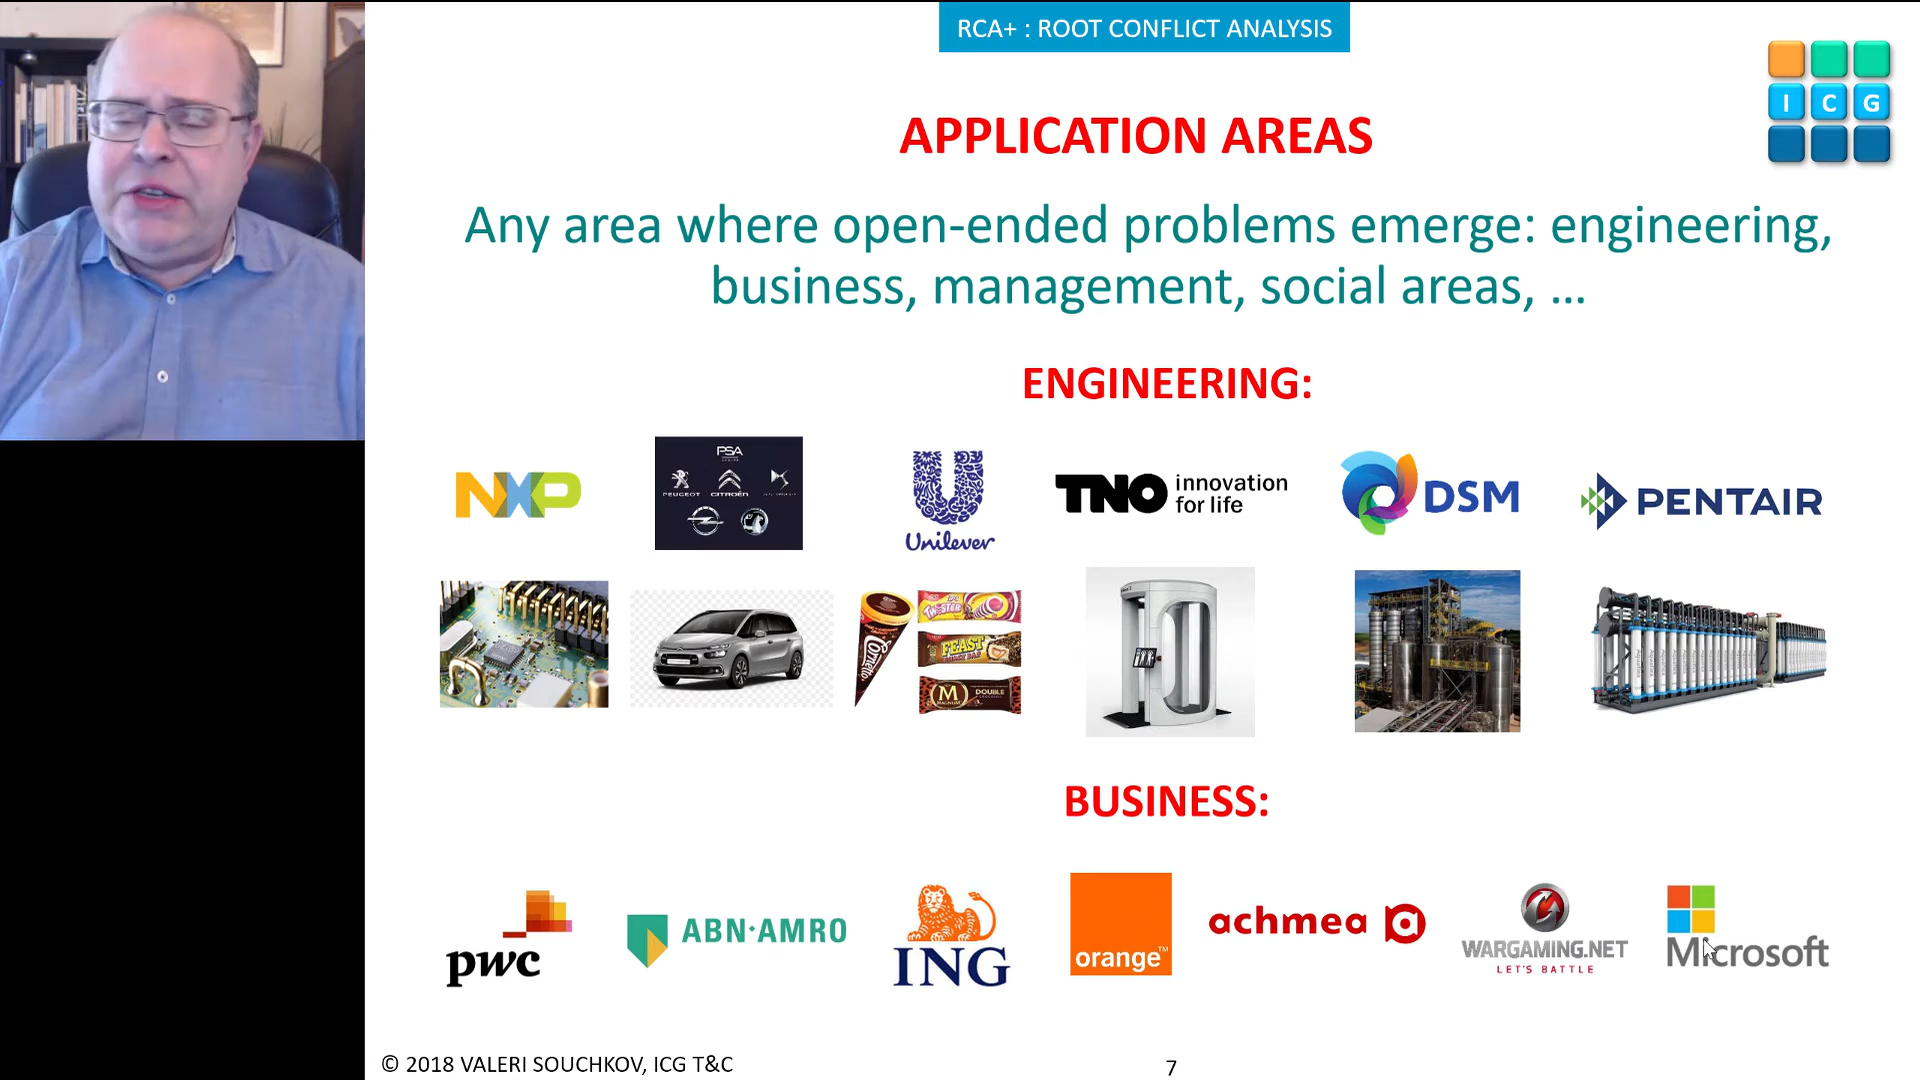 RCA+ : ROOT CONFLICT ANALYSIS
I C G
APPLICATION AREAS
Any area where open-ended problems emerge: engineering,
business, management, social areas, ...
ENGINEERING:
NXP
PSA
PEUGEOT CITROËN
Unilever
TNO innovation
for life
DSM
PENTAIR
Cornetto
TWISTER
FEAST
M
MAGNUM
DOUBLE
BUSINESS:
pwc
ABN·AMRO
ING
orange™
achmea
WARGAMING.NET
LET'S BATTLE
Microsoft
© 2018 VALERI SOUCHKOV, ICG T&C
7